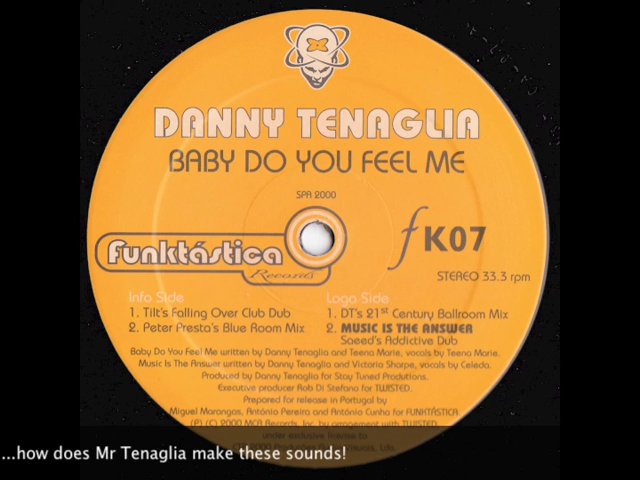 DANNY TENAGLIA
BABY DO YOU FEEL ME
SPA 2000
Funktástica
Records
f K07
STEREO 33.3 rpm
Info Side
1. Tilt's Falling Over Club Dub
2. Peter Presta's Blue Room Mix
Logo Side
1. DT's 21st Century Ballroom Mix
2. MUSIC IS THE ANSWER
Saeed's Addictive Dub
Baby Do You Feel Me written by Danny Tenaglia and Teena Marie, vocals by Teena Marie.
Music Is The Answer written by Danny Tenaglia and Victoria Sharpe, vocals by Celeda.
Produced by Danny Tenaglia for Stay Tuned Produtions.
Executive producer Rob Di Stefano for TWISTED.
Prepared for release in Portugal by
Miguel Marangas, António Pereira and António Cunha for FUNKTÁSTICA
(P) (C) 2000 MCA Records, Inc. by arrangement with TWISTED
under exclusive license to
...how does Mr Tenaglia make these sounds!